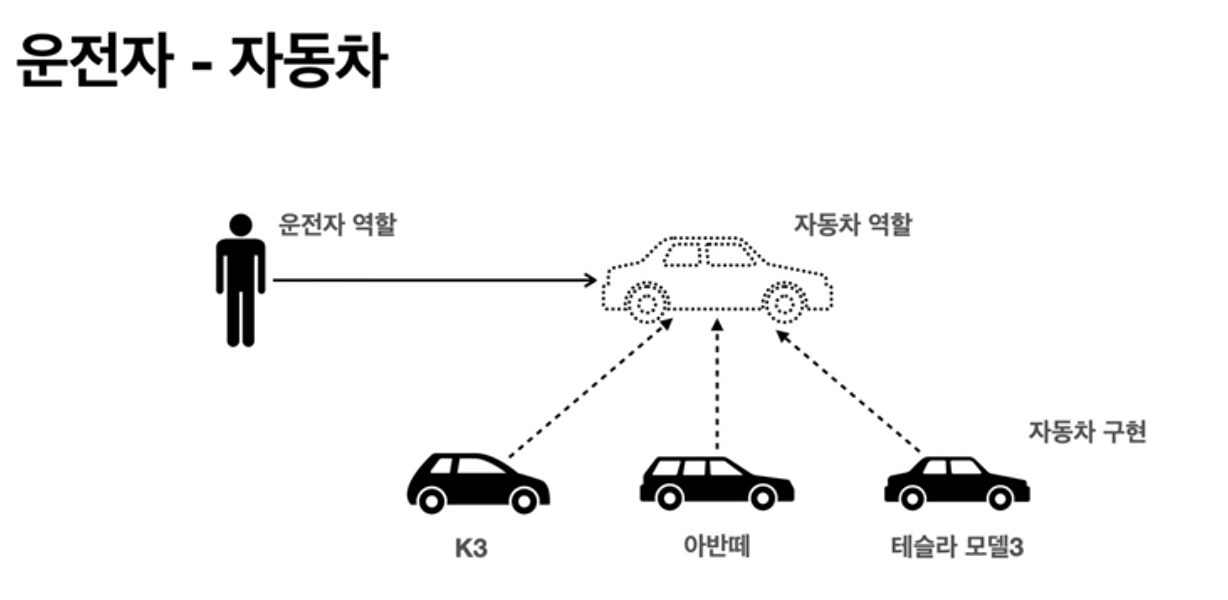 운전자 - 자동차
운전자 역할
자동차 역할
자동차 구현
K3
아반떼
테슬라 모델3